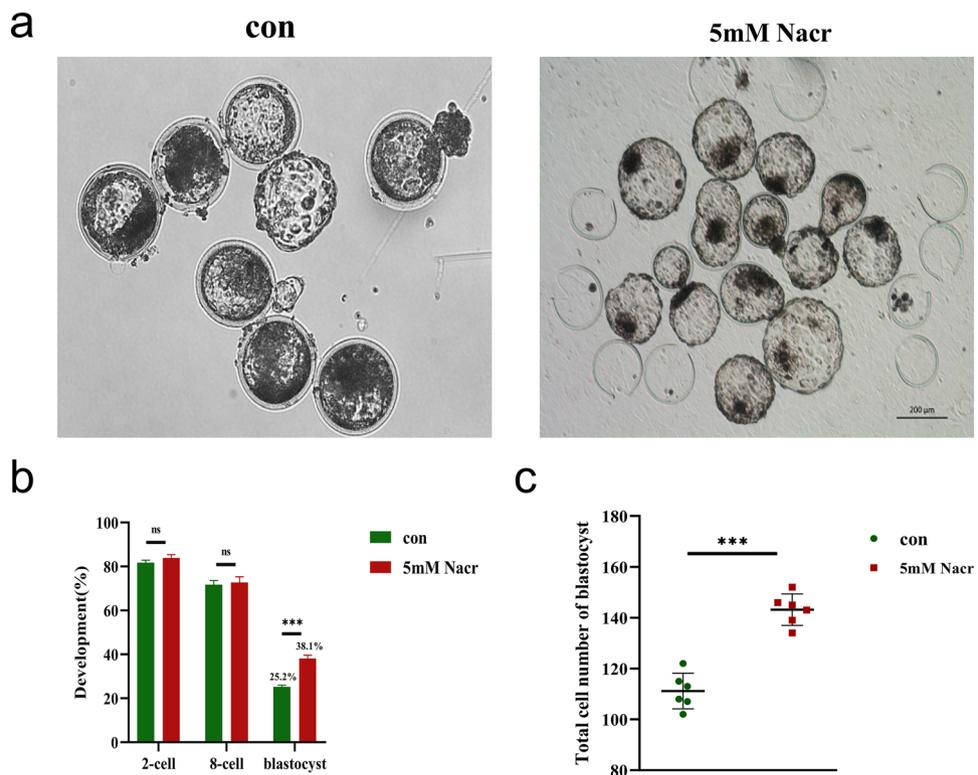 a
con
5mM Nacr
200 μm
b
Development(%)
100
80
60
40
20
0
ns
ns
***
25.2%
38.1%
2-cell
8-cell
blastocyst
con
5mM Nacr
c
Total cell number of blastocyst
180
160
140
120
100
80
***
con
5mM Nacr